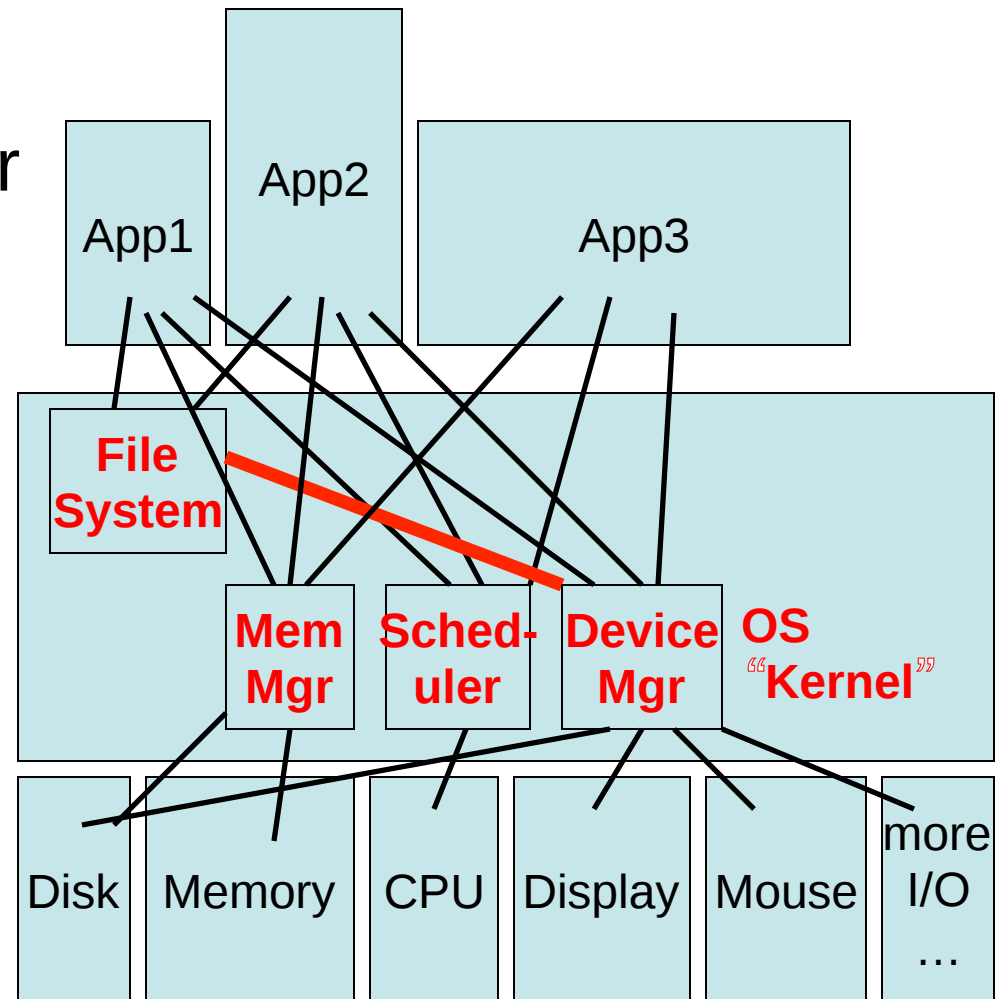 r
App2
App1
App3
File
System
Mem
Mgr
Sched-
uler
Device
Mgr
OS
“Kernel”
Disk
Memory
CPU
Display
Mouse
more
I/O
…